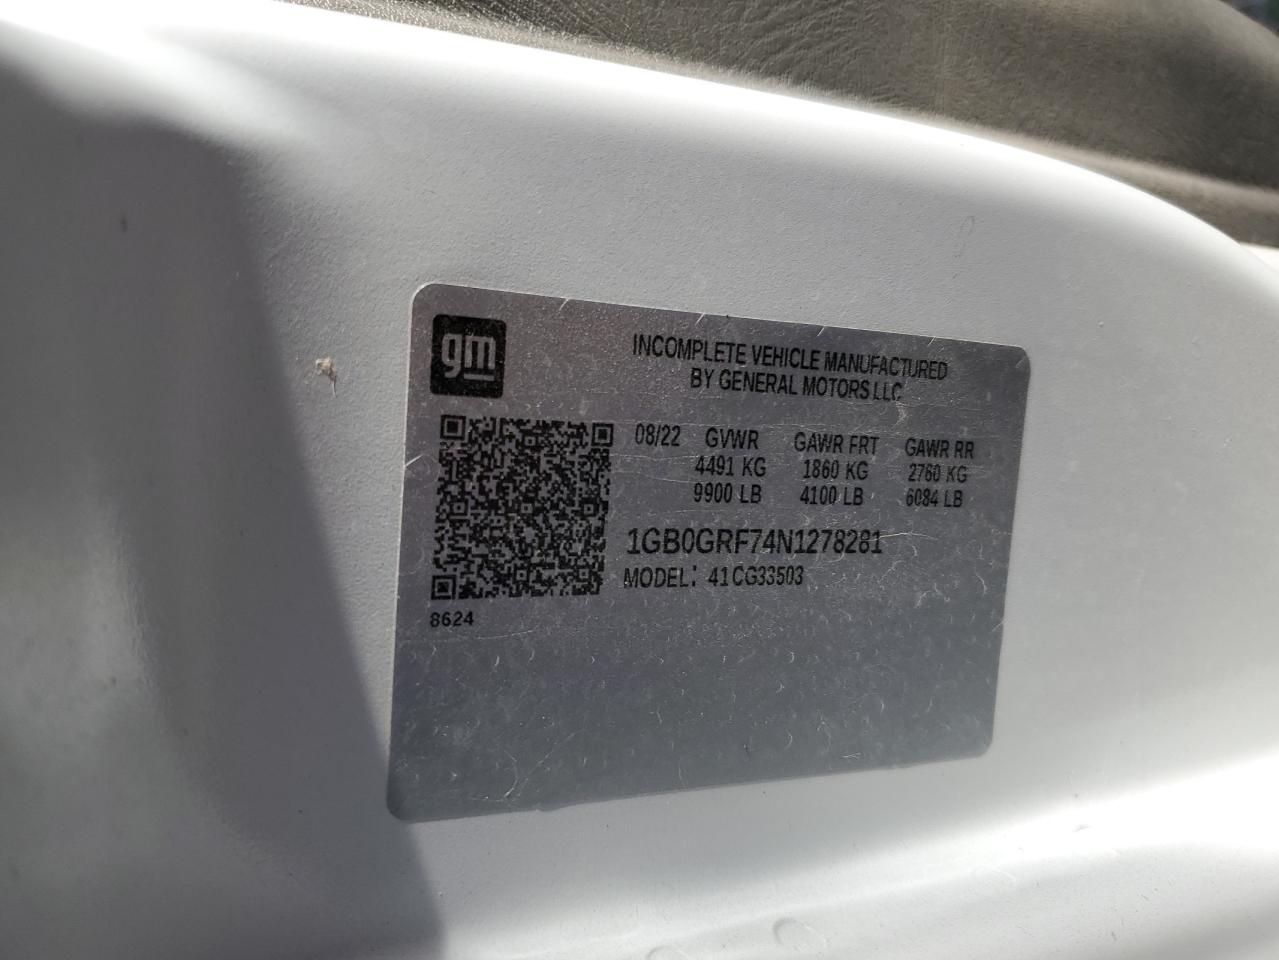 gm
INCOMPLETE VEHICLE MANUFACTURED
BY GENERAL MOTORS LLC
08/22 GVWR GAWR FRT GAWR RR
4491 KG 1860 KG 2760 KG
9900 LB 4100 LB 6084 LB
1GB0GRF74N1278281
MODEL: 41CG33503
8624